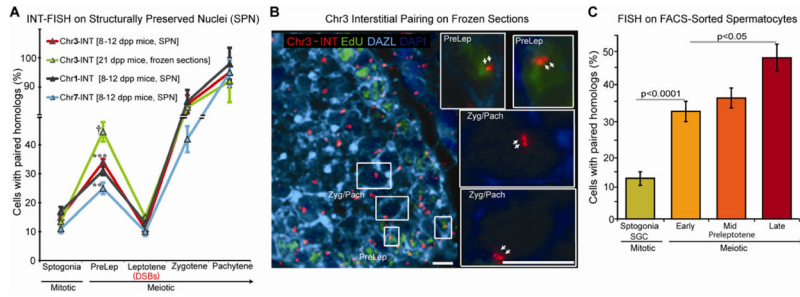 A
INT-FISH on Structurally Preserved Nuclei (SPN)
Cells with paired homologs (%)
100
80
60
40
30
20
10
0
Chr3-INT [8-12 dpp mice, SPN]
Chr3-INT [21 dpp mice, frozen sections]
Chr1-INT [8-12 dpp mice, SPN]
Chr7-INT [8-12 dpp mice, SPN]
†
***
**
Sptogonia PreLep Leptotene Zygotene Pachytene
(DSBs)
Mitotic Meiotic
B
Chr3 Interstitial Pairing on Frozen Sections
Chr3-INT EdU DAZL DAPI
PreLep
PreLep
Zyg/Pach
Zyg/Pach
Zyg/Pach
PreLep
C
FISH on FACS-Sorted Spermatocytes
Cells with paired homologs (%)
60
50
40
30
20
10
0
p<0.05
p<0.0001
Sptogonia Early Mid Late
SGC Preleptotene
Mitotic Meiotic